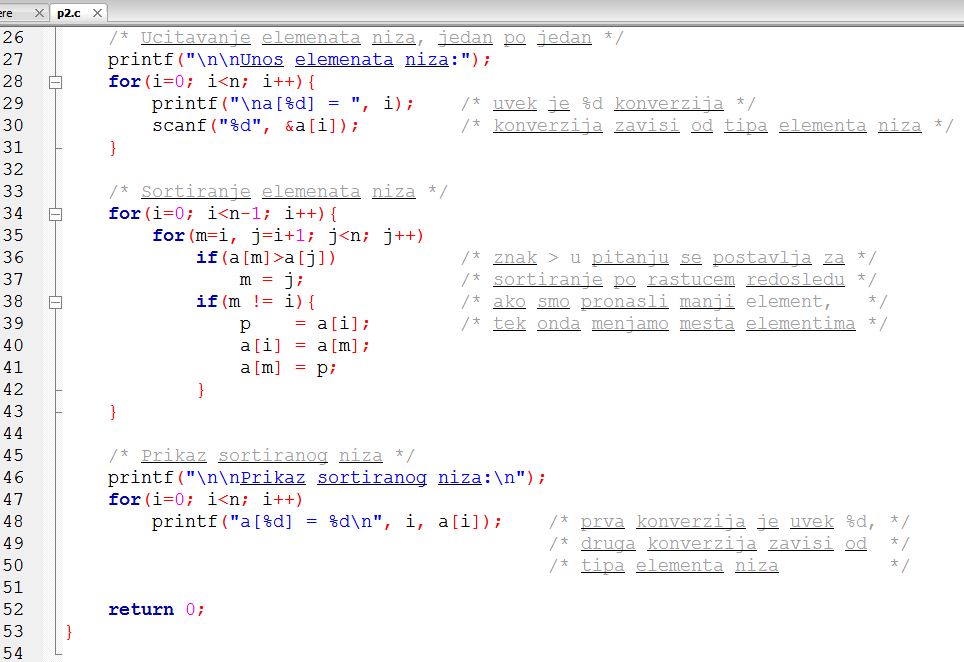 ere p2.c
26 /* Ucitavanje elemenata niza, jedan po jedan */
27 printf("\n\nUnos elemenata niza:");
28 for(i=0; i<n; i++){
29 printf("\na[%d] = ", i); /* uvek je %d konverzija */
30 scanf("%d", &a[i]); /* konverzija zavisi od tipa elementa niza */
31 }
32
33 /* Sortiranje elemenata niza */
34 for(i=0; i<n-1; i++){
35 for(m=i, j=i+1; j<n; j++)
36 if(a[m]>a[j]) /* znak > u pitanju se postavlja za */
37 m = j; /* sortiranje po rastucem redosledu */
38 if(m != i){ /* ako smo pronasli manji element, */
39 p = a[i]; /* tek onda menjamo mesta elementima */
40 a[i] = a[m];
41 a[m] = p;
42 }
43 }
44
45 /* Prikaz sortiranog niza */
46 printf("\n\nPrikaz sortiranog niza:\n");
47 for(i=0; i<n; i++)
48 printf("a[%d] = %d\n", i, a[i]); /* prva konverzija je uvek %d, */
49 /* druga konverzija zavisi od */
50 /* tipa elementa niza */
51
52 return 0;
53 }
54